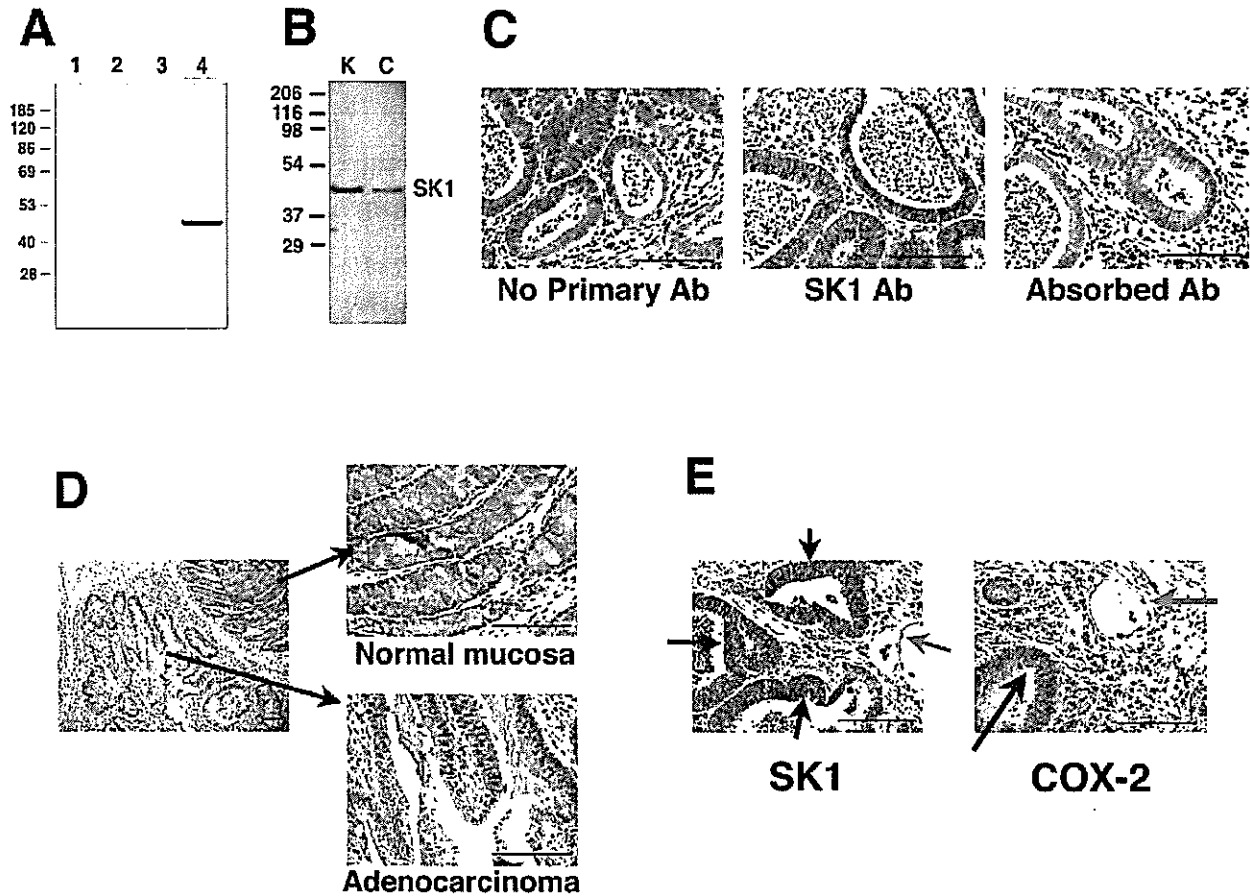 A
1 2 3 4
185
120
86
69
53
40
28
B
K C
206
116
98
54
37
29
SK1
C
No Primary Ab
SK1 Ab
Absorbed Ab
D
Normal mucosa
Adenocarcinoma
E
SK1
COX-2